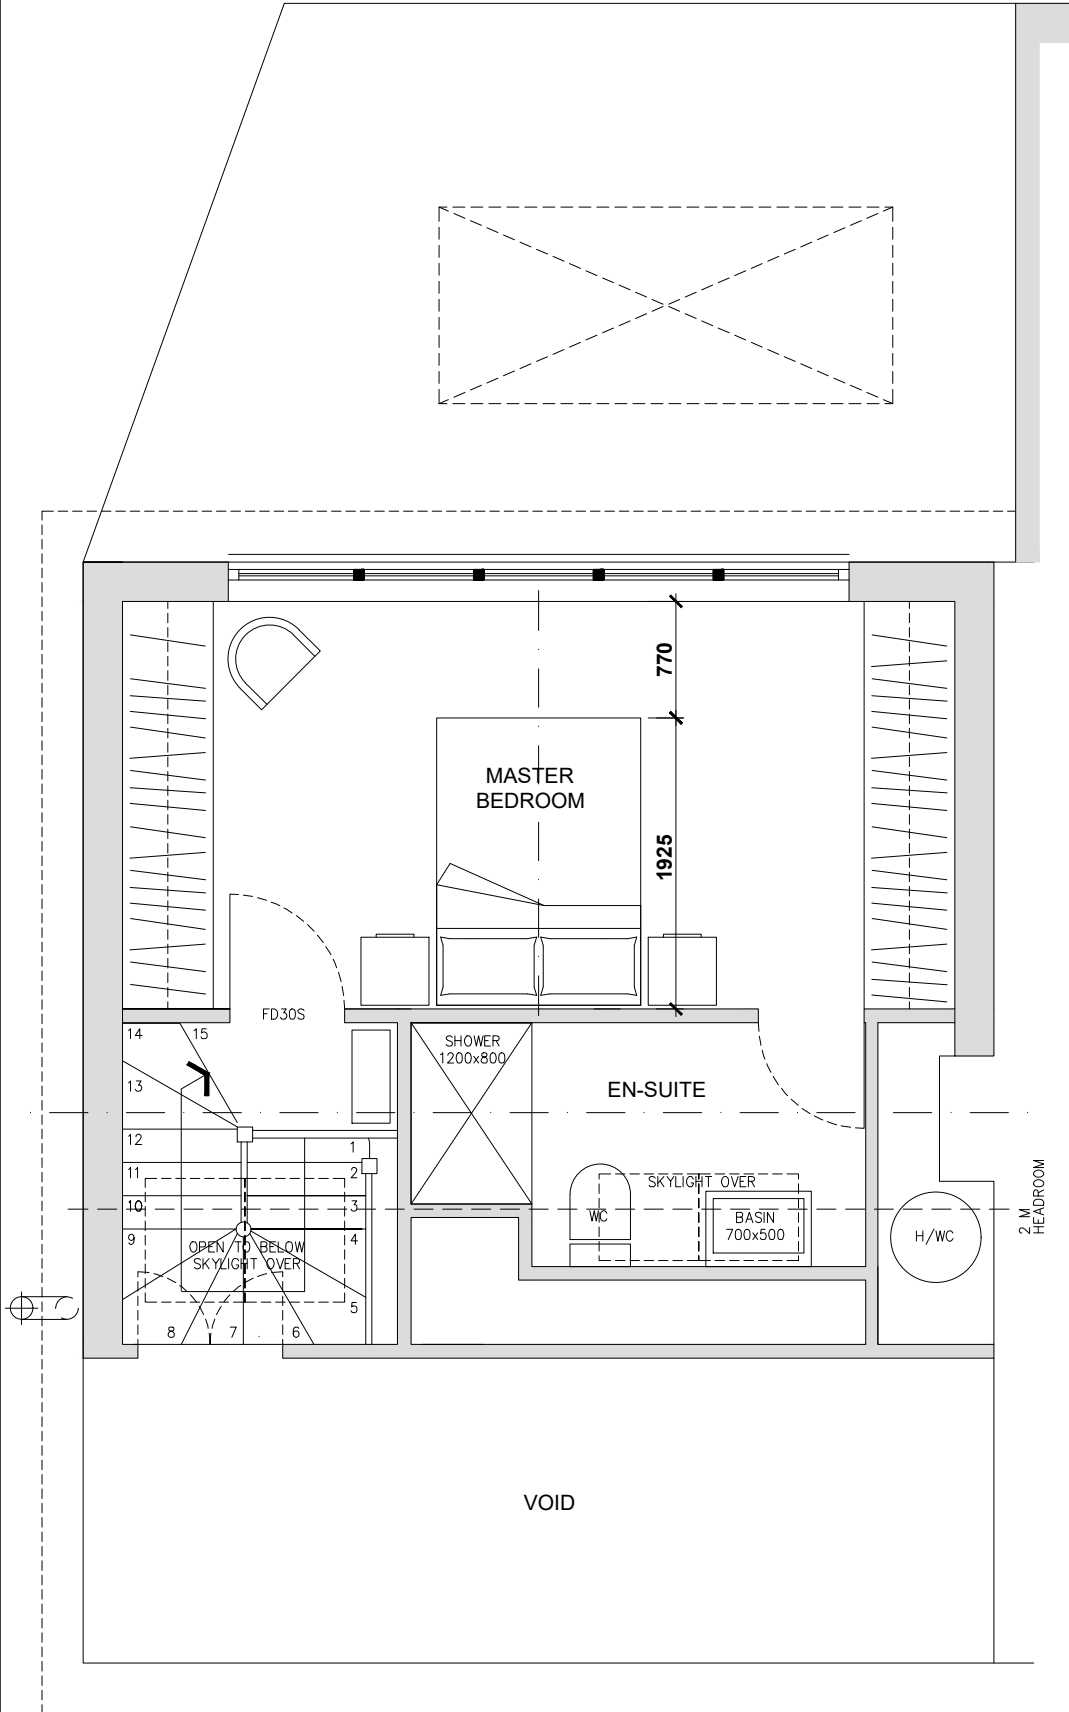 770
MASTER
BEDROOM
1925
FD30S
14
15
SHOWER
1200x800
13
EN-SUITE
12
1
11
2
SKYLIGHT OVER
10
3
WC
BASIN
700x500
9
4
OPEN TO BELOW
SKYLIGHT OVER
H/WC
2 M
HEADROOM
5
8
7
6
VOID